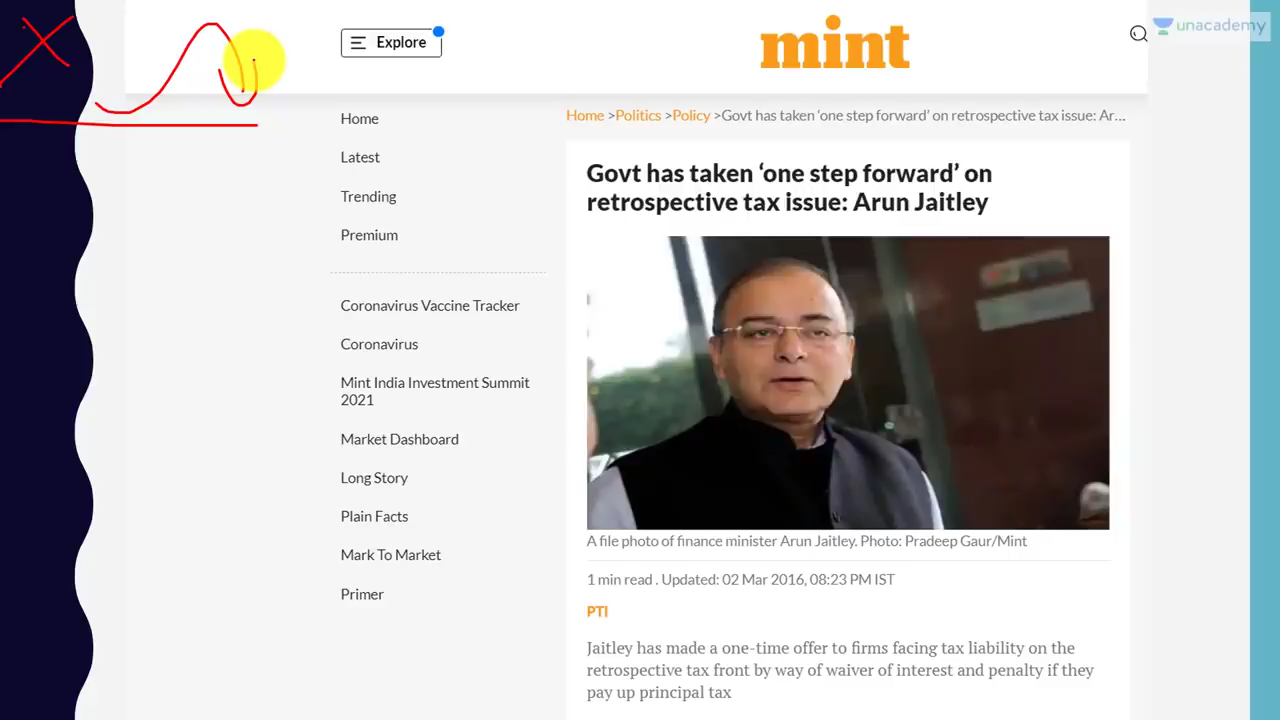 unacademy
Explore
mint
Home
Latest
Trending
Premium
Coronavirus Vaccine Tracker
Coronavirus
Mint India Investment Summit
2021
Market Dashboard
Long Story
Plain Facts
Mark To Market
Primer
Home >Politics >Policy >Govt has taken ‘one step forward’ on retrospective tax issue: Ar...
Govt has taken ‘one step forward’ on
retrospective tax issue: Arun Jaitley
A file photo of finance minister Arun Jaitley. Photo: Pradeep Gaur/Mint
1 min read . Updated: 02 Mar 2016, 08:23 PM IST
PTI
Jaitley has made a one-time offer to firms facing tax liability on the
retrospective tax front by way of waiver of interest and penalty if they
pay up principal tax